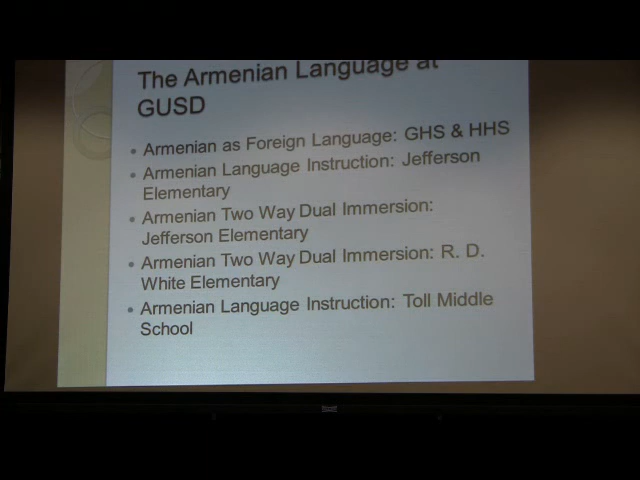 The Armenian Language at
GUSD
• Armenian as Foreign Language: GHS & HHS
• Armenian Language Instruction: Jefferson
Elementary
• Armenian Two Way Dual Immersion:
Jefferson Elementary
• Armenian Two Way Dual Immersion: R. D.
White Elementary
• Armenian Language Instruction: Toll Middle
School